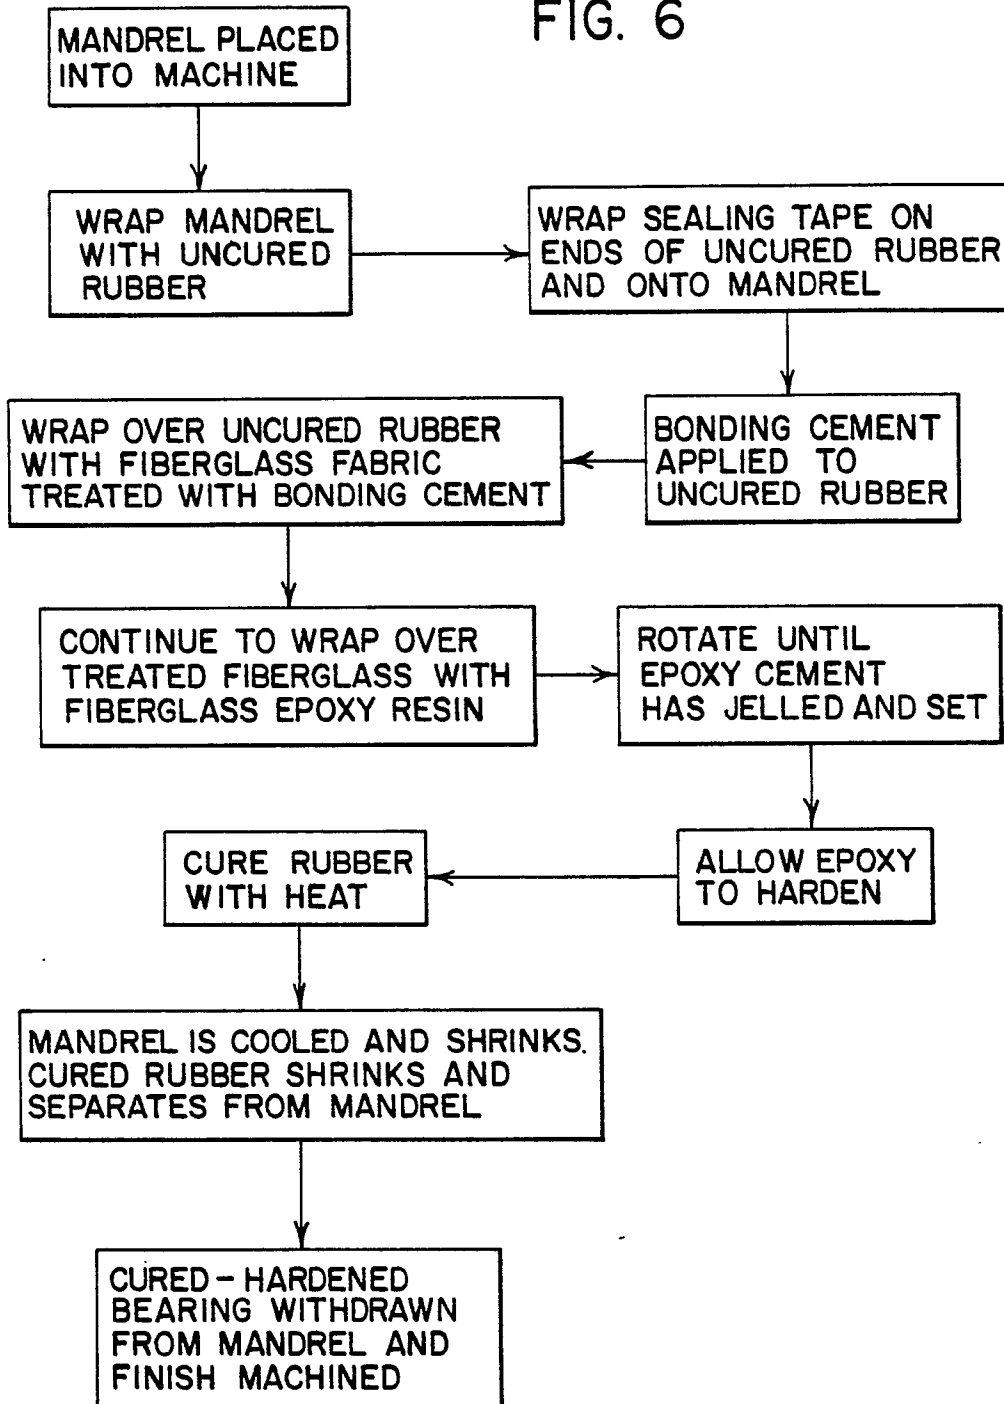 FIG. 6
MANDREL PLACED
INTO MACHINE
WRAP MANDREL
WITH UNCURED
RUBBER
WRAP SEALING TAPE ON
ENDS OF UNCURED RUBBER
AND ONTO MANDREL
BONDING CEMENT
APPLIED TO
UNCURED RUBBER
WRAP OVER UNCURED RUBBER
WITH FIBERGLASS FABRIC
TREATED WITH BONDING CEMENT
CONTINUE TO WRAP OVER
TREATED FIBERGLASS WITH
FIBERGLASS EPOXY RESIN
ROTATE UNTIL
EPOXY CEMENT
HAS JELLED AND SET
ALLOW EPOXY
TO HARDEN
CURE RUBBER
WITH HEAT
MANDREL IS COOLED AND SHRINKS.
CURED RUBBER SHRINKS AND
SEPARATES FROM MANDREL
CURED-HARDENED
BEARING WITHDRAWN
FROM MANDREL AND
FINISH MACHINED